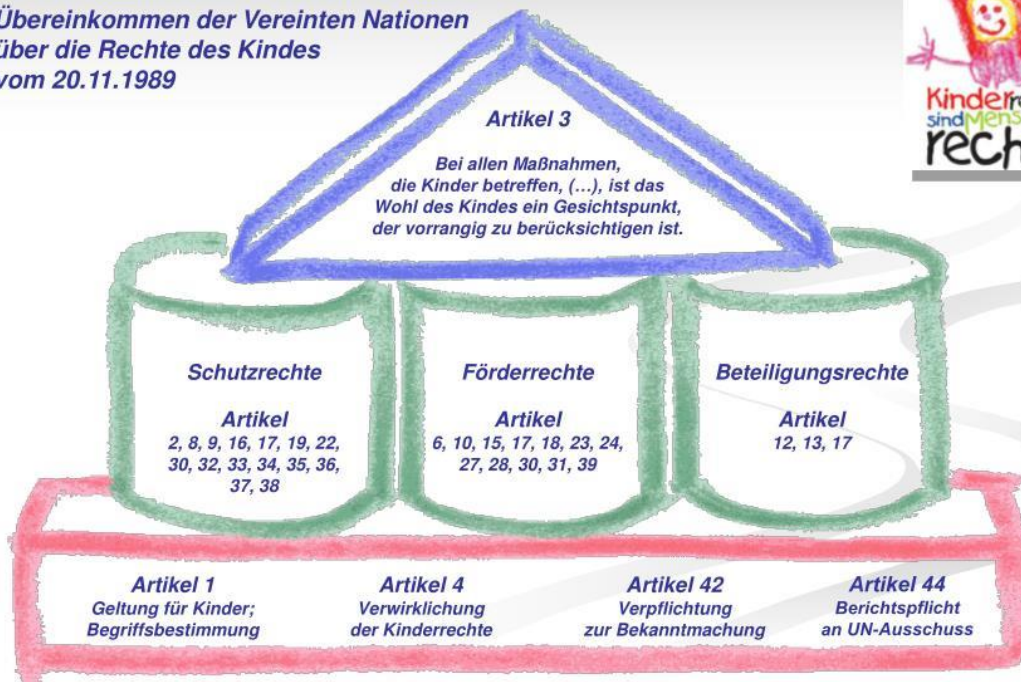 Übereinkommen der Vereinten Nationen
über die Rechte des Kindes
vom 20.11.1989
Kinder
sind
Artikel 3
Bei allen Maßnahmen,
die Kinder betreffen, (…), ist das
Wohl des Kindes ein Gesichtspunkt,
der vorrangig zu berücksichtigen ist.
Schutzrechte
Artikel
2, 8, 9, 16, 17, 19, 22,
30, 32, 33, 34, 35, 36,
37, 38
Förderrechte
Artikel
6, 10, 15, 17, 18, 23, 24,
27, 28, 30, 31, 39
Beteiligungsrechte
Artikel
12, 13, 17
Artikel 1
Geltung für Kinder;
Begriffsbestimmung
Artikel 4
Verwirklichung
der Kinderrechte
Artikel 42
Verpflichtung
zur Bekanntmachung
Artikel 44
Berichtspflicht
an UN-Ausschuss